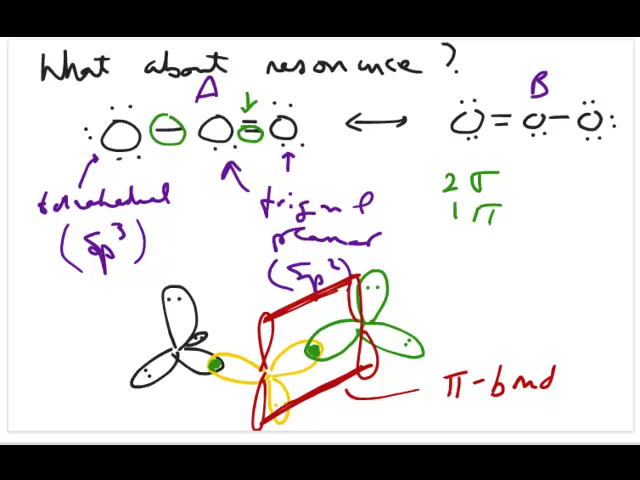 What about resonance?
A
B
O - O = O ↔ O = O - O
tetrahedral
(sp³)
trigonal
planar
(sp²)
2 σ
1 π
π-bond